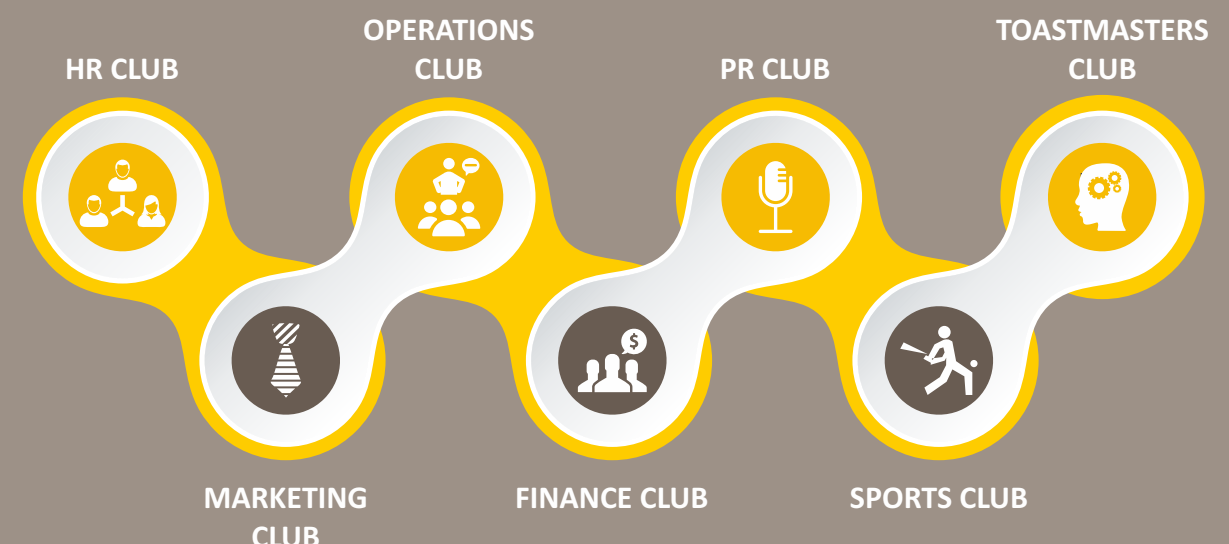 OPERATIONS
CLUB
TOASTMASTERS
CLUB
HR CLUB
PR CLUB
$
MARKETING
CLUB
FINANCE CLUB
SPORTS CLUB